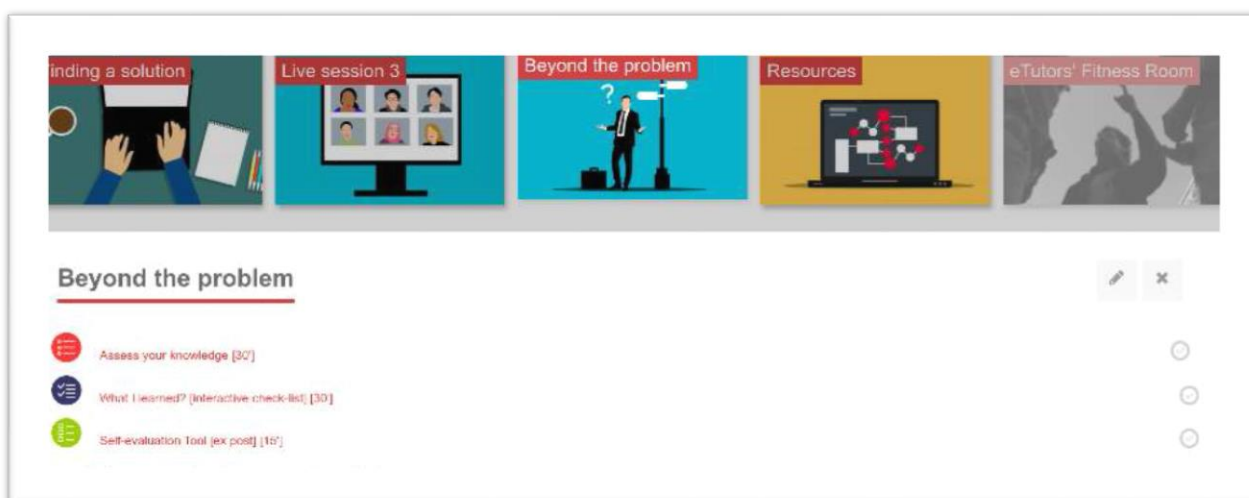 inding a solution
Live session 3
Beyond the problem
Resources
eTutors' Fitness Room
?
Beyond the problem
Assess your knowledge [30']
What I learned? [interactive check-list] [30']
Self-evaluation Tool [ex post] [15']